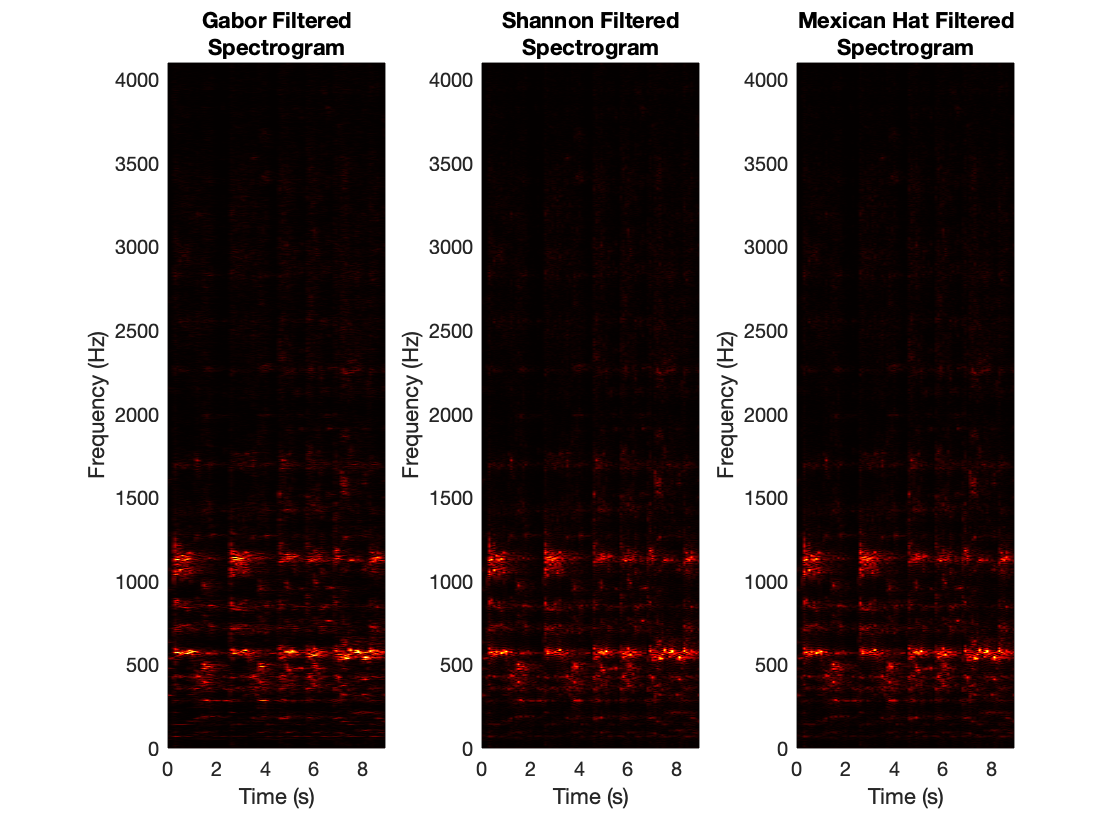 Gabor Filtered
Spectrogram
Frequency (Hz)
4000
3500
3000
2500
2000
1500
1000
500
0
0 2 4 6 8
Time (s)
Shannon Filtered
Spectrogram
Frequency (Hz)
4000
3500
3000
2500
2000
1500
1000
500
0
0 2 4 6 8
Time (s)
Mexican Hat Filtered
Spectrogram
Frequency (Hz)
4000
3500
3000
2500
2000
1500
1000
500
0
0 2 4 6 8
Time (s)